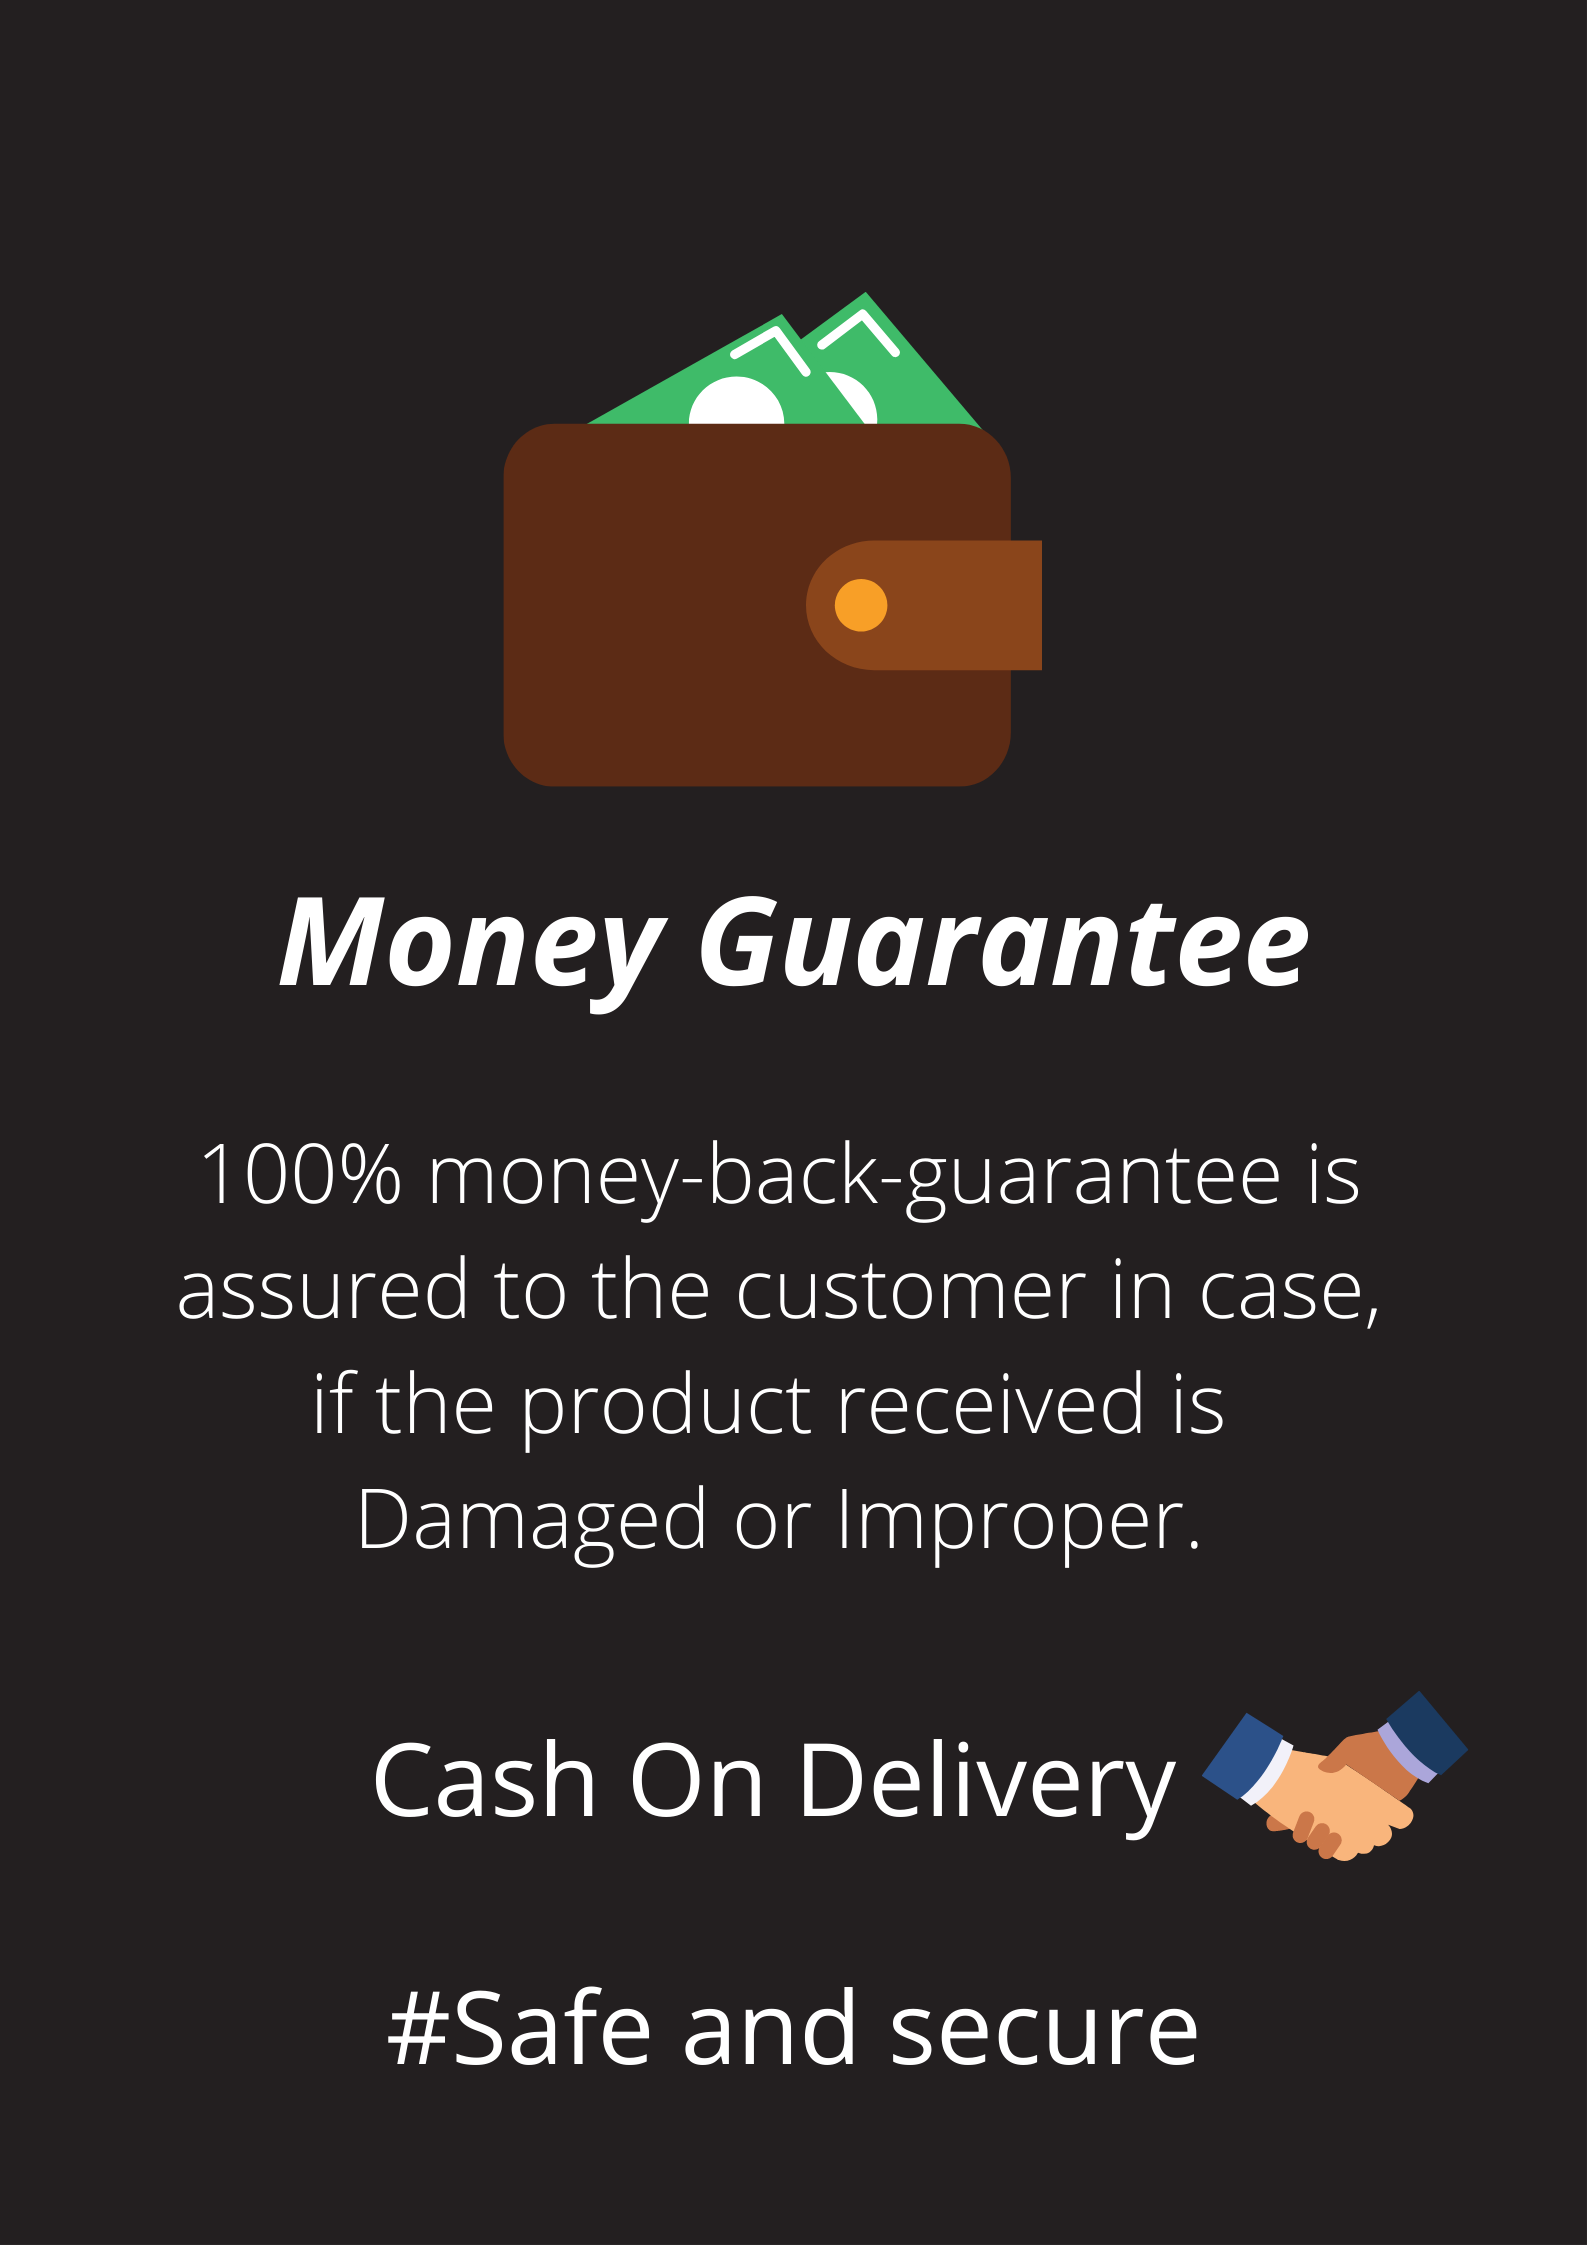 Money Guarantee
100% money-back-guarantee is
assured to the customer in case,
if the product received is
Damaged or Improper.
Cash On Delivery
#Safe and secure